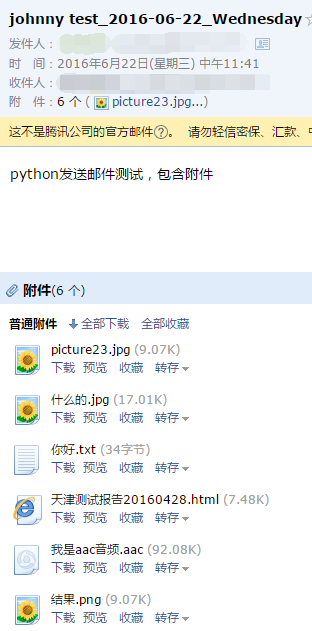 johnny test_2016-06-22_Wednesday
发件人：
时　间：2016年6月22日(星期三) 中午11:41
收件人：
附　件：6 个 ( picture23.jpg...)
这不是腾讯公司的官方邮件?。 请勿轻信密保、汇款、
python发送邮件测试，包含附件
附件(6 个)
普通附件 全部下载 全部收藏
picture23.jpg (9.07K)
下载 预览 收藏 转存
什么的.jpg (17.01K)
下载 预览 收藏 转存
你好.txt (34字节)
下载 预览 收藏 转存
天津测试报告20160428.html (7.48K)
下载 预览 收藏 转存
我是aac音频.aac (92.08K)
下载 预览 收藏 转存
结果.png (9.07K)
下载 预览 收藏 转存